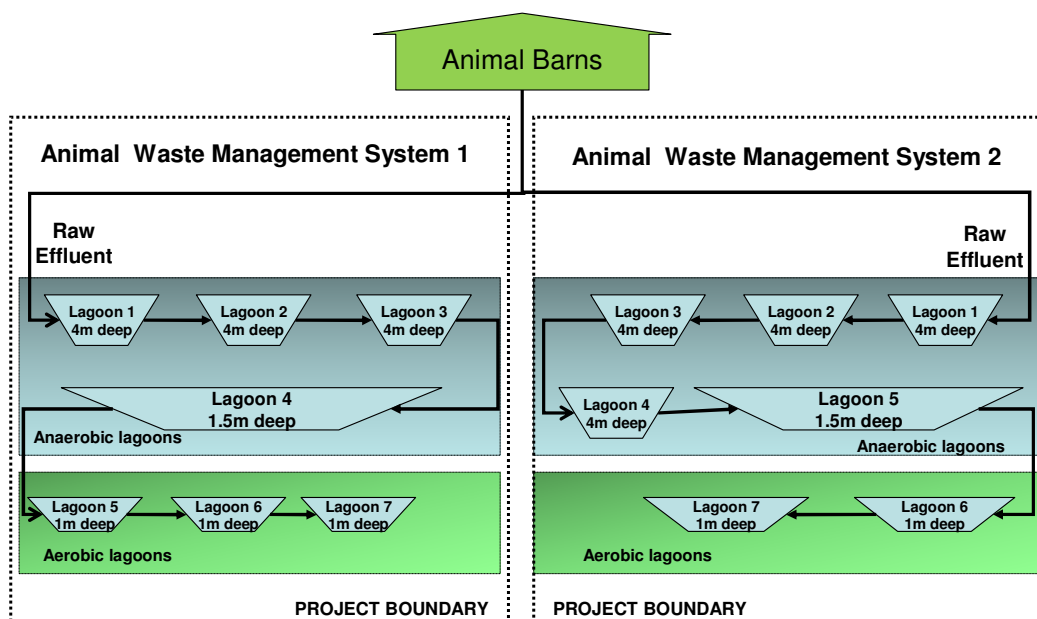 Animal Barns
Animal Waste Management System 1
Raw
Effluent
Lagoon 1
4m deep
Lagoon 2
4m deep
Lagoon 3
4m deep
Lagoon 4
1.5m deep
Anaerobic lagoons
Lagoon 5
1m deep
Lagoon 6
1m deep
Lagoon 7
1m deep
Aerobic lagoons
PROJECT BOUNDARY
Animal Waste Management System 2
Raw
Effluent
Lagoon 3
4m deep
Lagoon 2
4m deep
Lagoon 1
4m deep
Lagoon 4
4m deep
Lagoon 5
1.5m deep
Anaerobic lagoons
Lagoon 7
1m deep
Lagoon 6
1m deep
Aerobic lagoons
PROJECT BOUNDARY